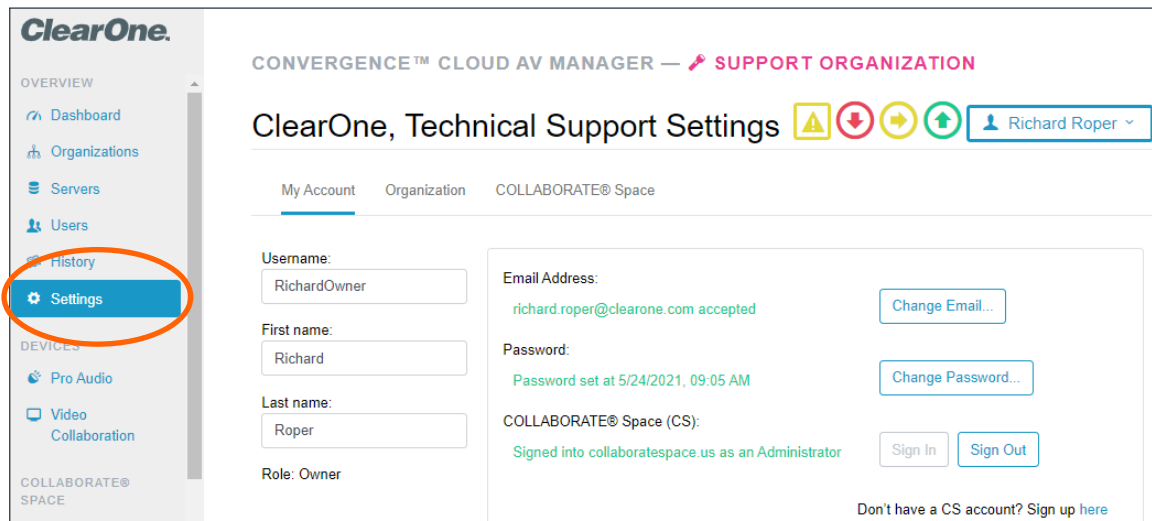 ClearOne.
OVERVIEW
Dashboard
Organizations
Servers
Users
History
Settings
DEVICES
Pro Audio
Video
Collaboration
COLLABORATE®
SPACE
CONVERGENCE™ CLOUD AV MANAGER — SUPPORT ORGANIZATION
ClearOne, Technical Support Settings
Richard Roper
My Account Organization COLLABORATE® Space
Username:
RichardOwner
First name:
Richard
Last name:
Roper
Role: Owner
Email Address:
richard.roper@clearone.com accepted
Change Email...
Password:
Password set at 5/24/2021, 09:05 AM
Change Password...
COLLABORATE® Space (CS):
Signed into collaboratespace.us as an Administrator
Sign In Sign Out
Don't have a CS account? Sign up here